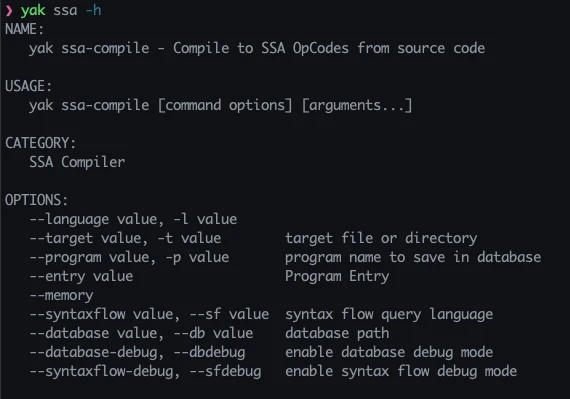 ❯ yak ssa -h
NAME:
   yak ssa-compile - Compile to SSA OpCodes from source code

USAGE:
   yak ssa-compile [command options] [arguments...]

CATEGORY:
   SSA Compiler

OPTIONS:
   --language value, -l value
   --target value, -t value        target file or directory
   --program value, -p value       program name to save in database
   --entry value                   Program Entry
   --memory
   --syntaxflow value, --sf value  syntax flow query language
   --database value, --db value    database path
   --database-debug, --dbdebug     enable database debug mode
   --syntaxflow-debug, --sfdebug   enable syntax flow debug mode